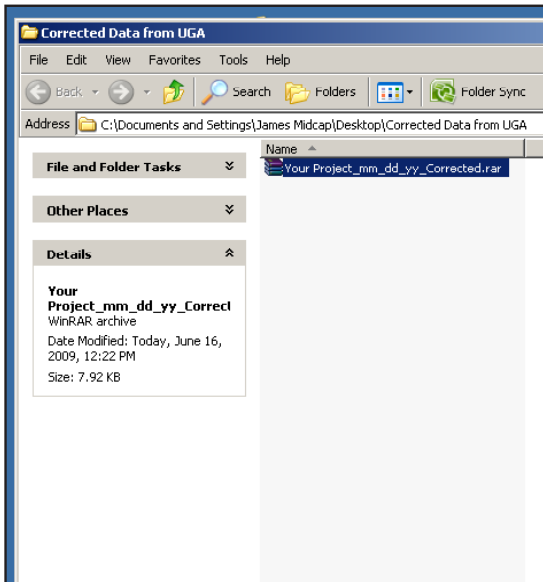 Corrected Data from UGA
File Edit View Favorites Tools Help
Back Search Folders Folder Sync
Address C:\Documents and Settings\James Midcap\Desktop\Corrected Data from UGA
Name
File and Folder Tasks
Your Project_mm_dd_yy_Corrected.rar
Other Places
Details
Your
Project_mm_dd_yy_Correct
WinRAR archive
Date Modified: Today, June 16,
2009, 12:22 PM
Size: 7.92 KB